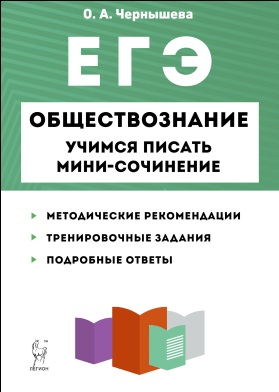 О. А. Чернышева
ЕГЭ
ОБЩЕСТВОЗНАНИЕ
УЧИМСЯ ПИСАТЬ
МИНИ-СОЧИНЕНИЕ
МЕТОДИЧЕСКИЕ РЕКОМЕНДАЦИИ
ТРЕНИРОВОЧНЫЕ ЗАДАНИЯ
ПОДРОБНЫЕ ОТВЕТЫ
ЛЕГИОН